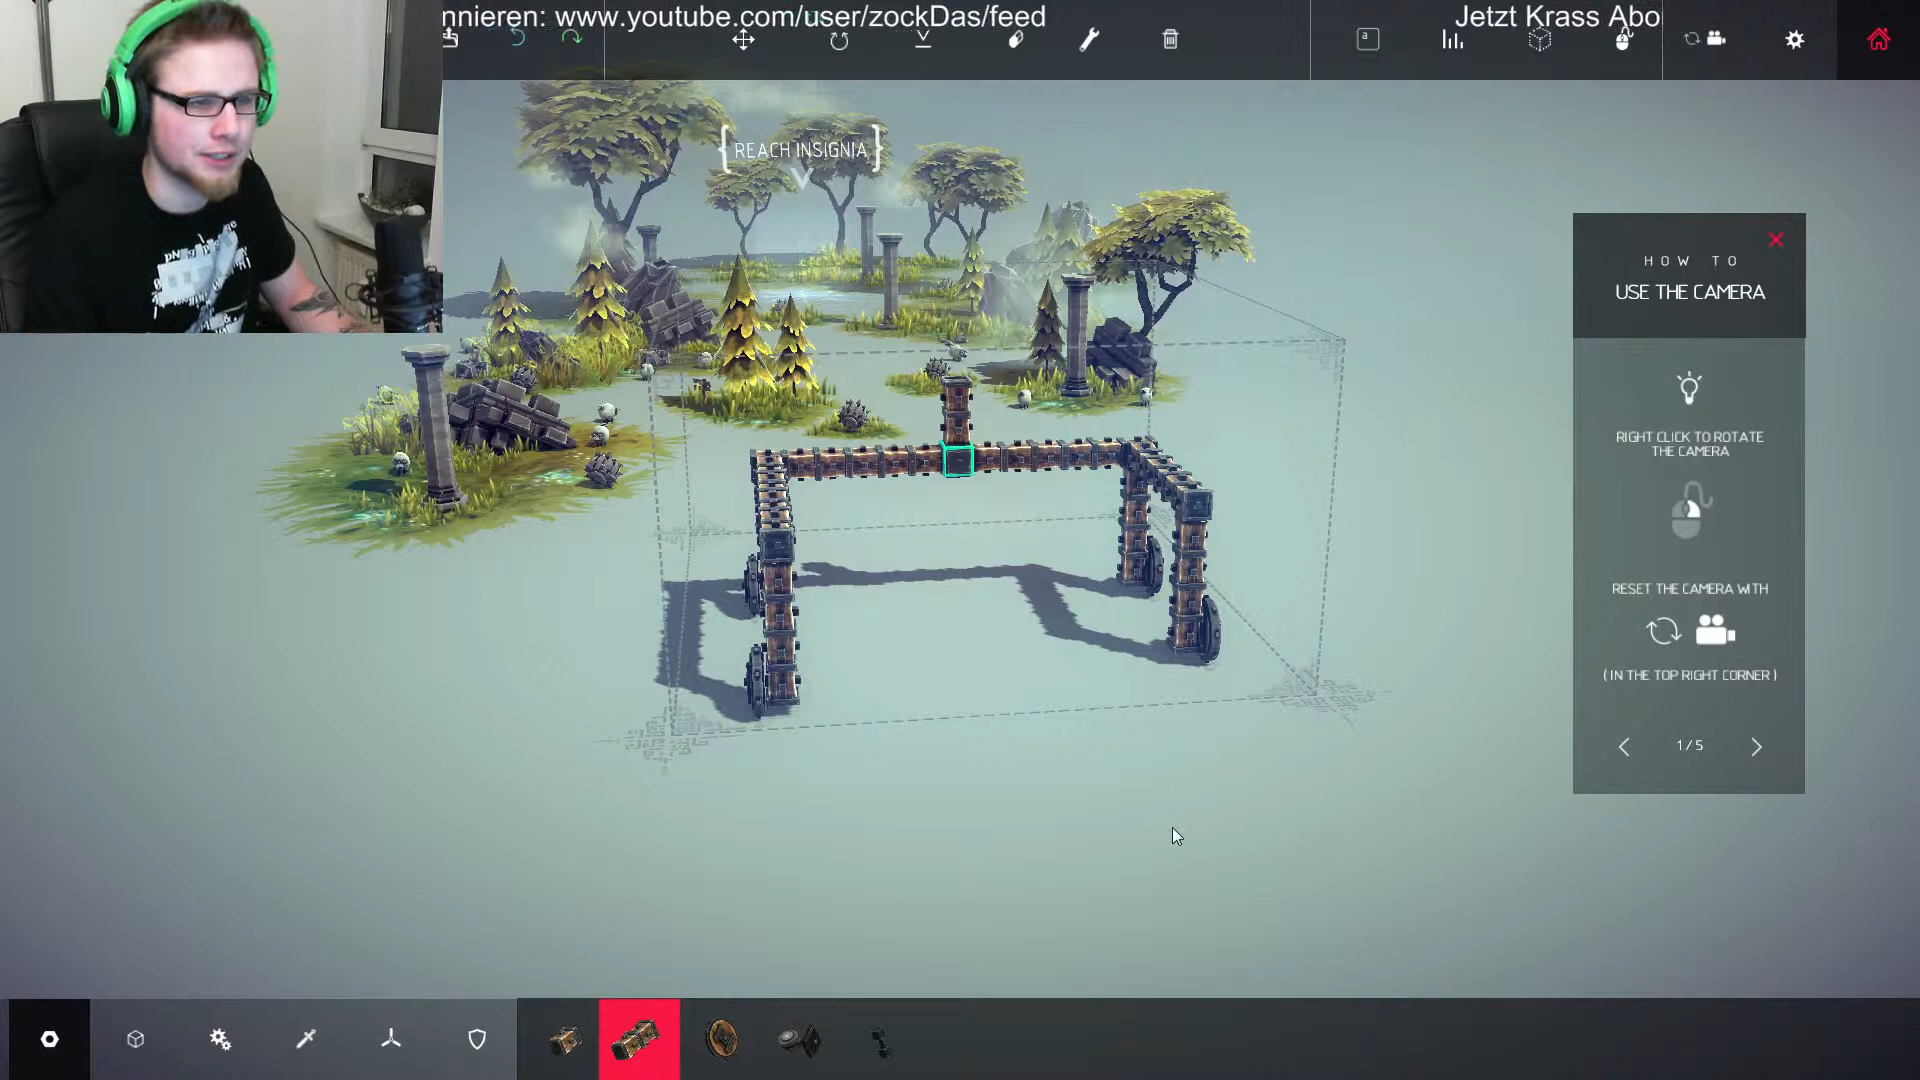 nnieren: www.youtube.com/user/zockDas/feed
Jetzt Krass Abo
REACH INSIGNIA
HOW TO
USE THE CAMERA
RIGHT CLICK TO ROTATE
THE CAMERA
RESET THE CAMERA WITH
( IN THE TOP RIGHT CORNER )
1/5